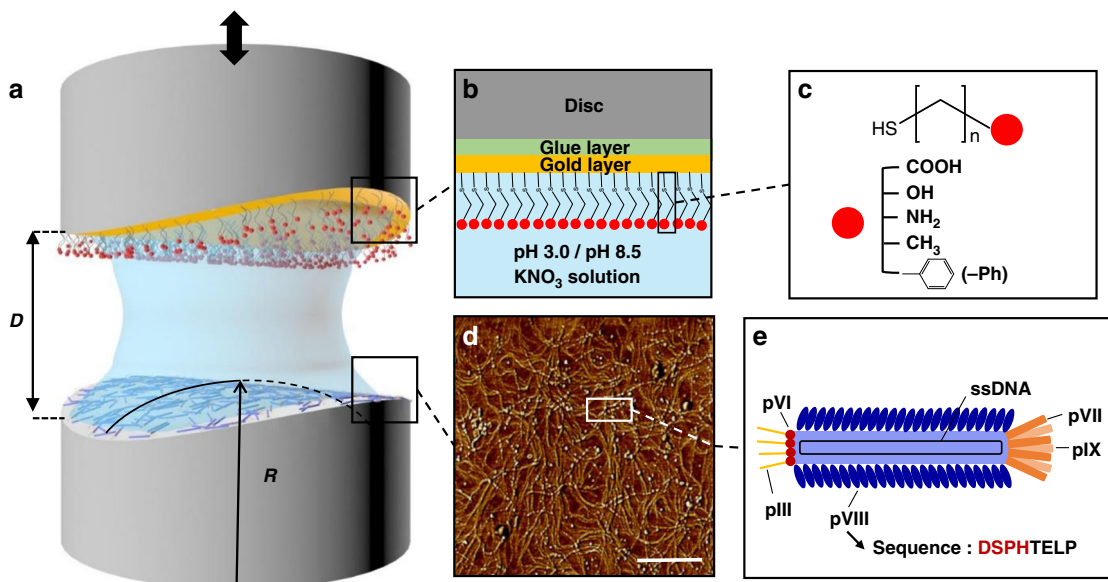 a
D
R
b
Disc
Glue layer
Gold layer
pH 3.0 / pH 8.5
KNO₃ solution
c
HS
n
COOH
OH
NH₂
CH₃
(–Ph)
d
e
ssDNA
pVI
pVII
pIX
pIII
pVIII
Sequence : DSPHTELP